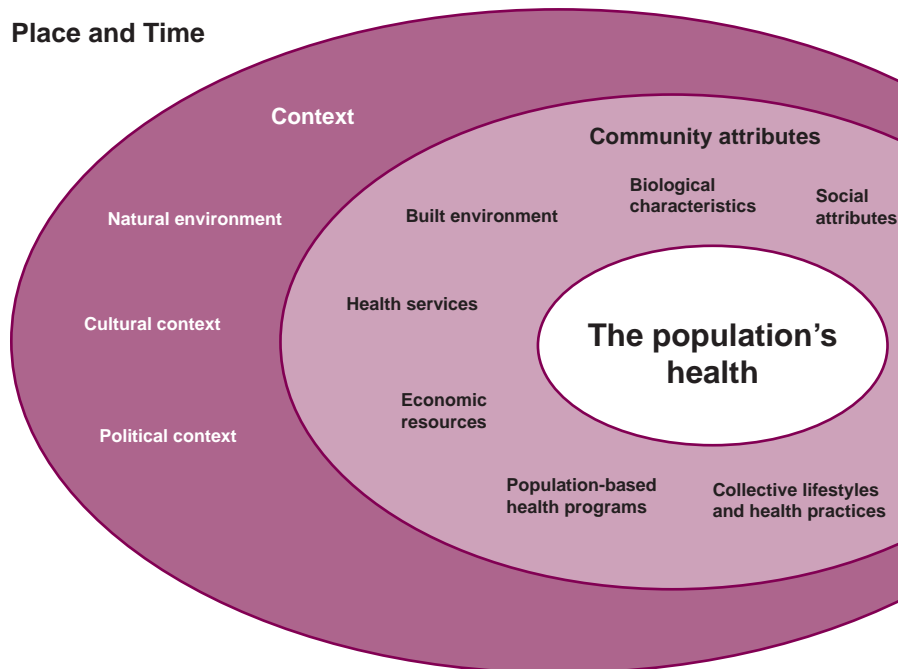 Place and Time
Context
Community attributes
Biological
characteristics
Social
attributes
Natural environment
Built environment
Health services
Cultural context
The population’s
health
Economic
resources
Political context
Population-based
health programs
Collective lifestyles
and health practices